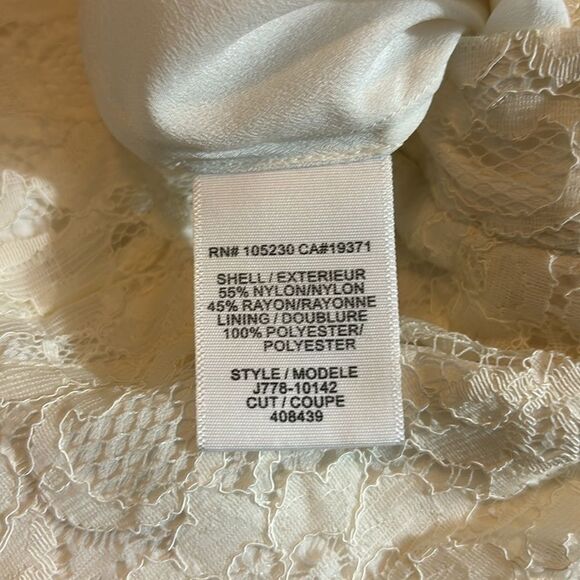 RN# 105230 CA#19371
SHELL / EXTERIEUR
55% NYLON/NYLON
45% RAYON/RAYONNE
LINING / DOUBLURE
100% POLYESTER/
POLYESTER
STYLE / MODELE
J778-10142
CUT / COUPE
408439